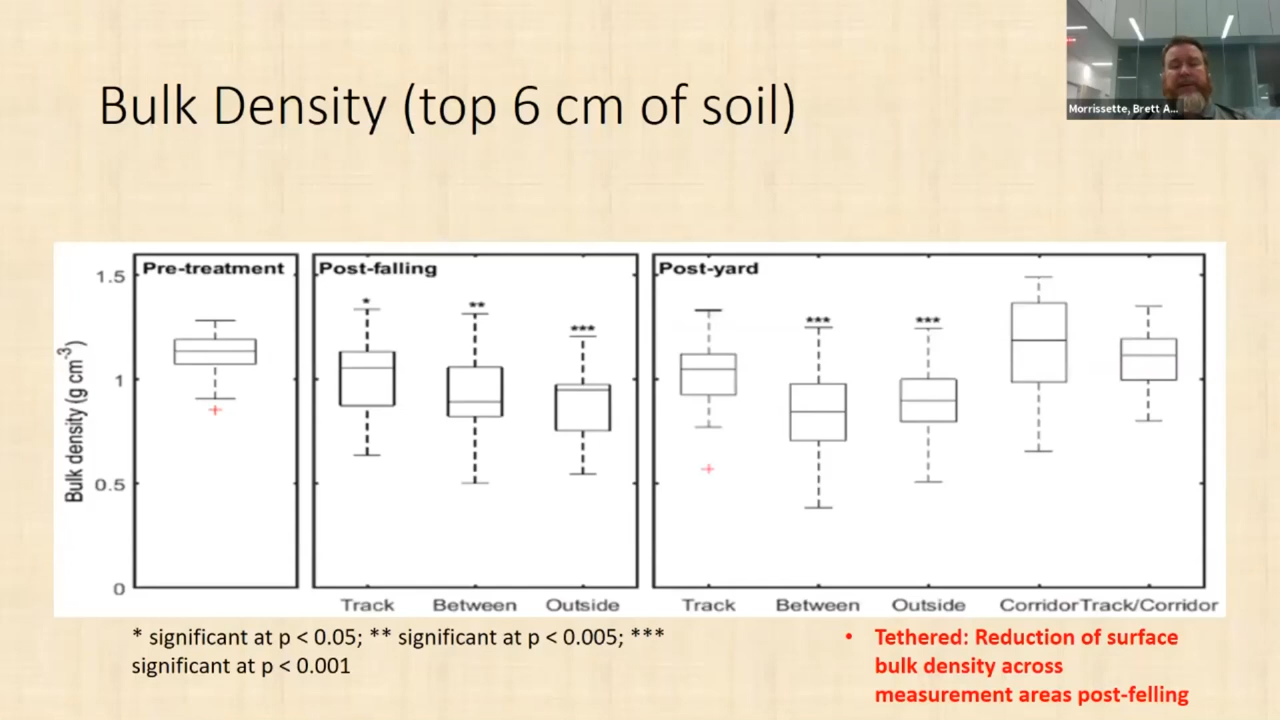 Morrissette, Brett A...
Bulk Density (top 6 cm of soil)
Pre-treatment
Post-falling
Post-yard
Bulk density (g cm⁻³)
1.5
1
0.5
0
*
**
***
***
***
Track
Between
Outside
Track
Between
Outside
Corridor
Track/Corridor
* significant at p < 0.05; ** significant at p < 0.005; ***
significant at p < 0.001
• Tethered: Reduction of surface
bulk density across
measurement areas post-felling